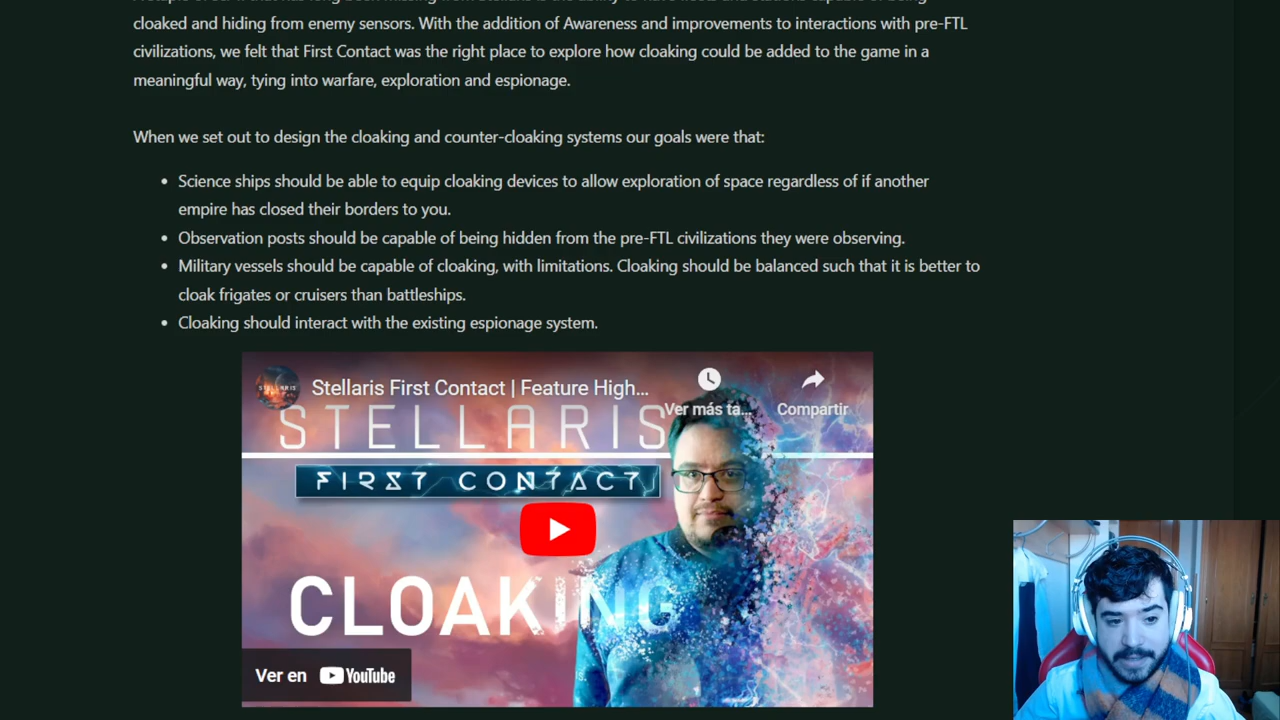 cloaked and hiding from enemy sensors. With the addition of Awareness and improvements to interactions with pre-FTL
civilizations, we felt that First Contact was the right place to explore how cloaking could be added to the game in a
meaningful way, tying into warfare, exploration and espionage.
When we set out to design the cloaking and counter-cloaking systems our goals were that:
• Science ships should be able to equip cloaking devices to allow exploration of space regardless of if another
empire has closed their borders to you.
• Observation posts should be capable of being hidden from the pre-FTL civilizations they were observing.
• Military vessels should be capable of cloaking, with limitations. Cloaking should be balanced such that it is better to
cloak frigates or cruisers than battleships.
• Cloaking should interact with the existing espionage system.
STELLARIS
Stellaris First Contact | Feature High...
Ver más ta...
Compartir
STELLARIS
FIRST CONTACT
CLOAKING
Ver en YouTube